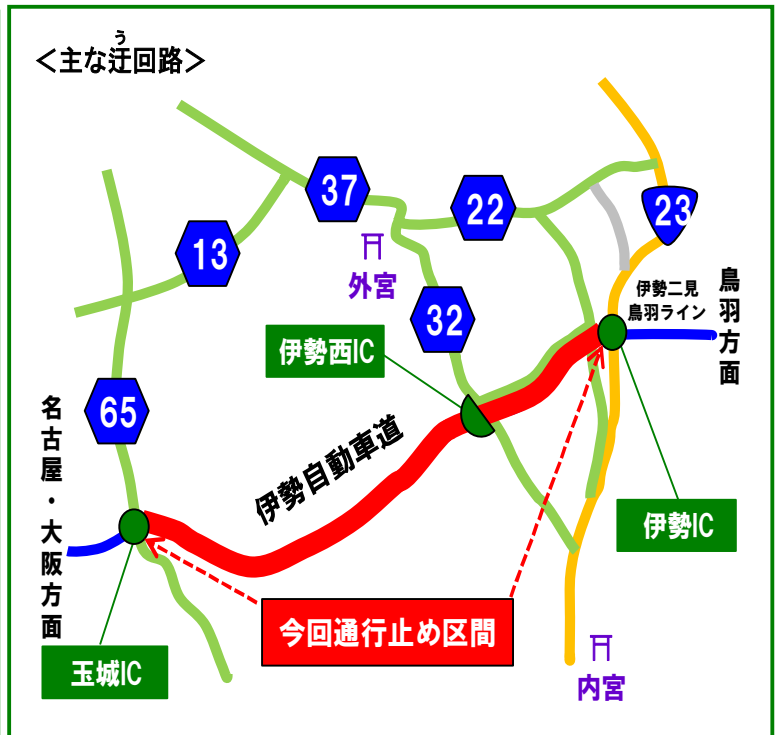 う
＜主な迂回路＞
37
22
23
13
外宮
伊勢二見
鳥羽ライン
鳥羽方面
32
伊勢西IC
65
名古屋・大阪方面
伊勢自動車道
伊勢IC
今回通行止め区間
玉城IC
内宮